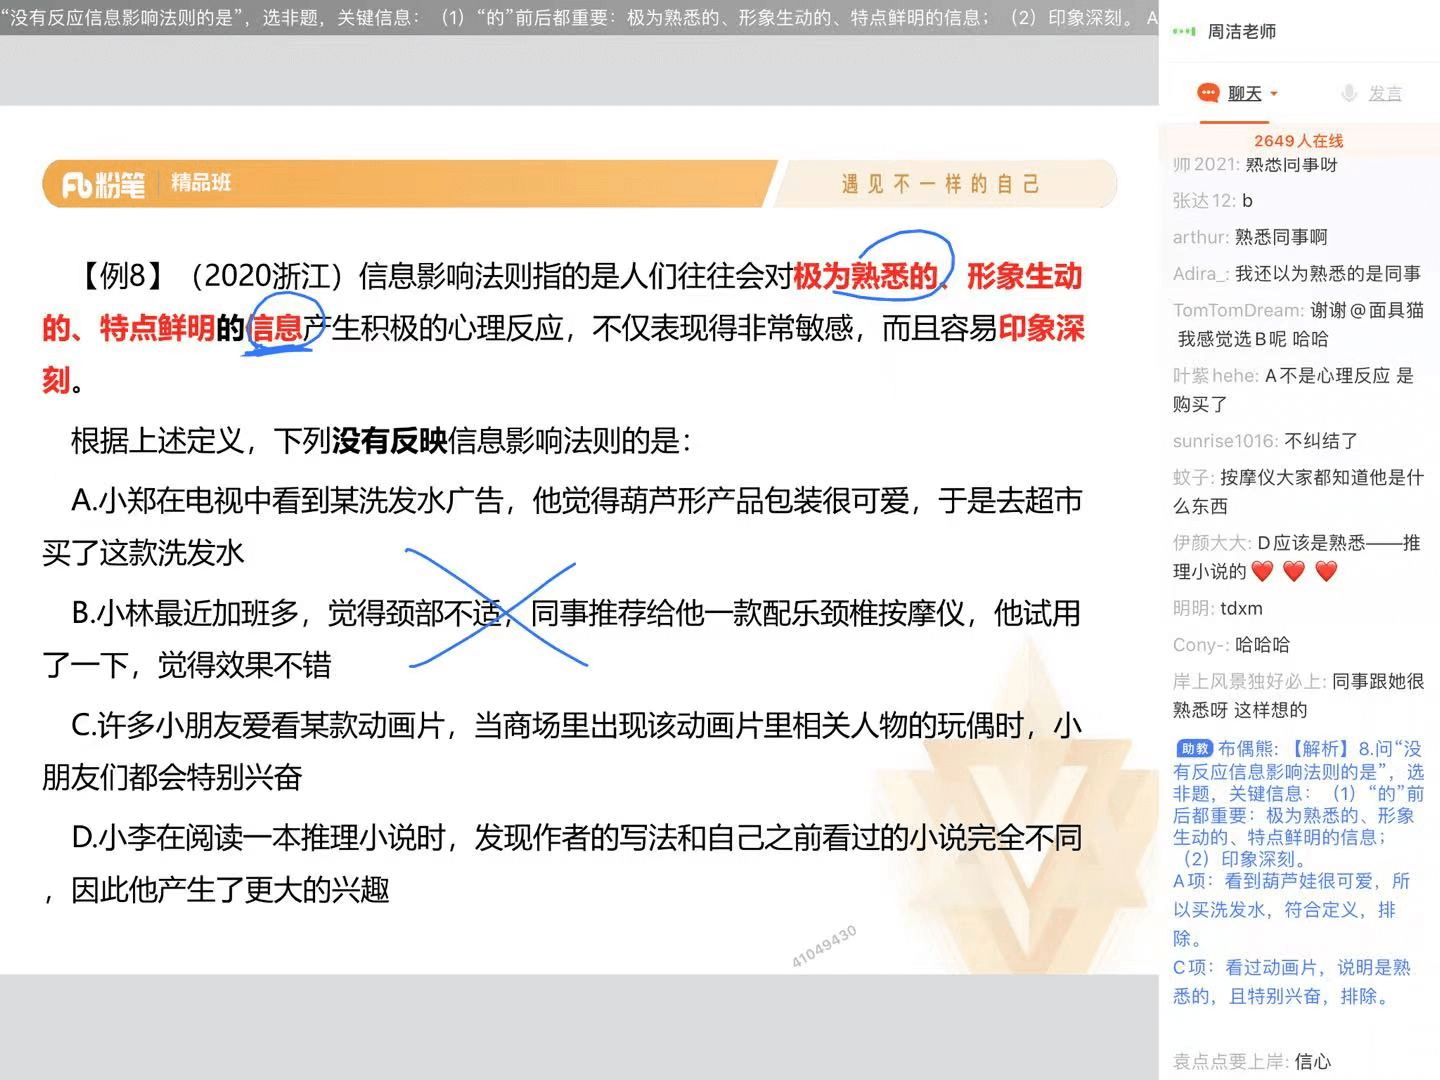 “没有反应信息影响法则的是”，选非题，关键信息：（1）“的”前后都重要：极为熟悉的、形象生动的、特点鲜明的信息；（2）印象深刻。 A
粉笔 精品班
遇见不一样的自己
【例8】（2020浙江）信息影响法则指的是人们往往会对极为熟悉的、形象生动
的、特点鲜明的信息产生积极的心理反应，不仅表现得非常敏感，而且容易印象深
刻。
根据上述定义，下列没有反映信息影响法则的是：
A.小郑在电视中看到某洗发水广告，他觉得葫芦形产品包装很可爱，于是去超市
买了这款洗发水
B.小林最近加班多，觉得颈部不适，同事推荐给他一款配乐颈椎按摩仪，他试用
了一下，觉得效果不错
C.许多小朋友爱看某款动画片，当商场里出现该动画片里相关人物的玩偶时，小
朋友们都会特别兴奋
D.小李在阅读一本推理小说时，发现作者的写法和自己之前看过的小说完全不同
，因此他产生了更大的兴趣
41049430
周洁老师
聊天 发言
2649人在线
帅2021: 熟悉同事呀
张达12: b
arthur: 熟悉同事啊
Adira_: 我还以为熟悉的是同事
TomTomDream: 谢谢@面具猫
我感觉选B呢 哈哈
叶紫hehe: A不是心理反应 是
购买了
sunrise1016: 不纠结了
蚊子: 按摩仪大家都知道他是什
么东西
伊颜大大: D应该是熟悉——推
理小说的❤️ ❤️ ❤️
明明: tdxm
Cony-: 哈哈哈
岸上风景独好必上: 同事跟她很
熟悉呀 这样想的
助教 布偶熊: 【解析】8.问“没
有反应信息影响法则的是”，选
非题，关键信息：（1）“的”前
后都重要：极为熟悉的、形象
生动的、特点鲜明的信息；
（2）印象深刻。
A项：看到葫芦娃很可爱，所
以买洗发水，符合定义，排
除。
C项：看过动画片，说明是熟
悉的，且特别兴奋，排除。
袁点点要上岸: 信心